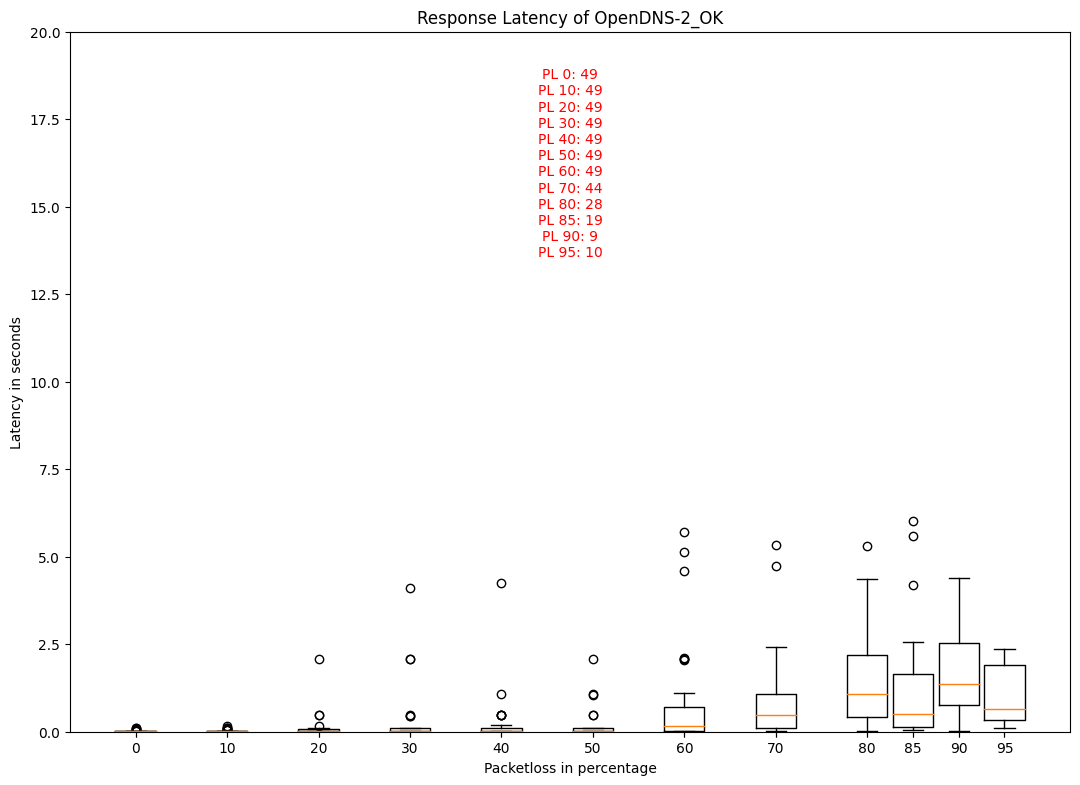 Response Latency of OpenDNS-2_OK
20.0
17.5
15.0
12.5
10.0
7.5
5.0
2.5
0.0
Latency in seconds
PL 0: 49
PL 10: 49
PL 20: 49
PL 30: 49
PL 40: 49
PL 50: 49
PL 60: 49
PL 70: 44
PL 80: 28
PL 85: 19
PL 90: 9
PL 95: 10
0 10 20 30 40 50 60 70 80 85 90 95
Packetloss in percentage